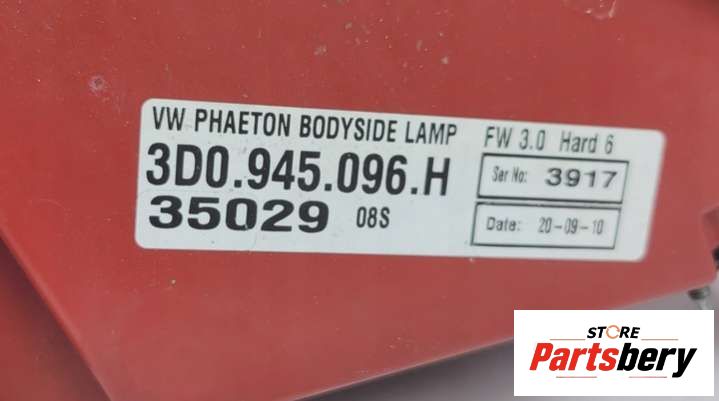 VW PHAETON BODYSIDE LAMP
3D0.945.096.H
35029 08S
FW 3.0 Hard 6
Ser No: 3917
Date: 20-09-10
STORE
Partsbery